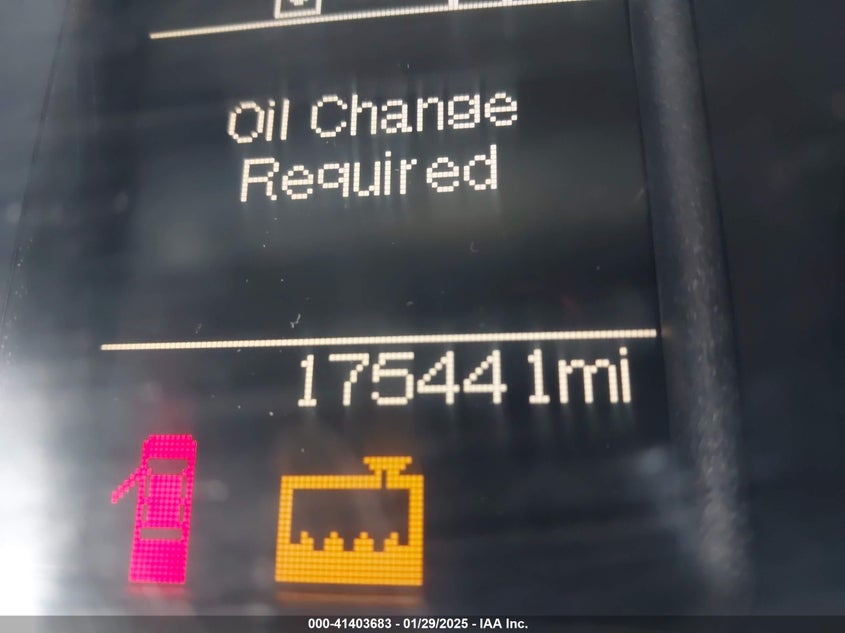 Oil Change
Required
175441mi
000-41403683 - 01/29/2025 - IAA Inc.